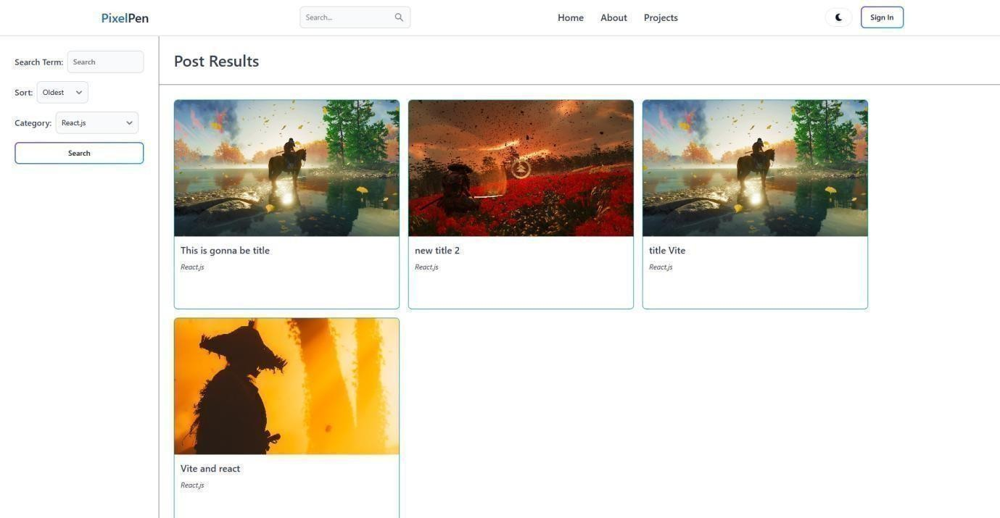 PixelPen
Search...
Home About Projects
Sign In
Search Term: Search
Sort: Oldest
Category: React.js
Search
Post Results
This is gonna be title
React.js
new title 2
React.js
title Vite
React.js
Vite and react
React.js